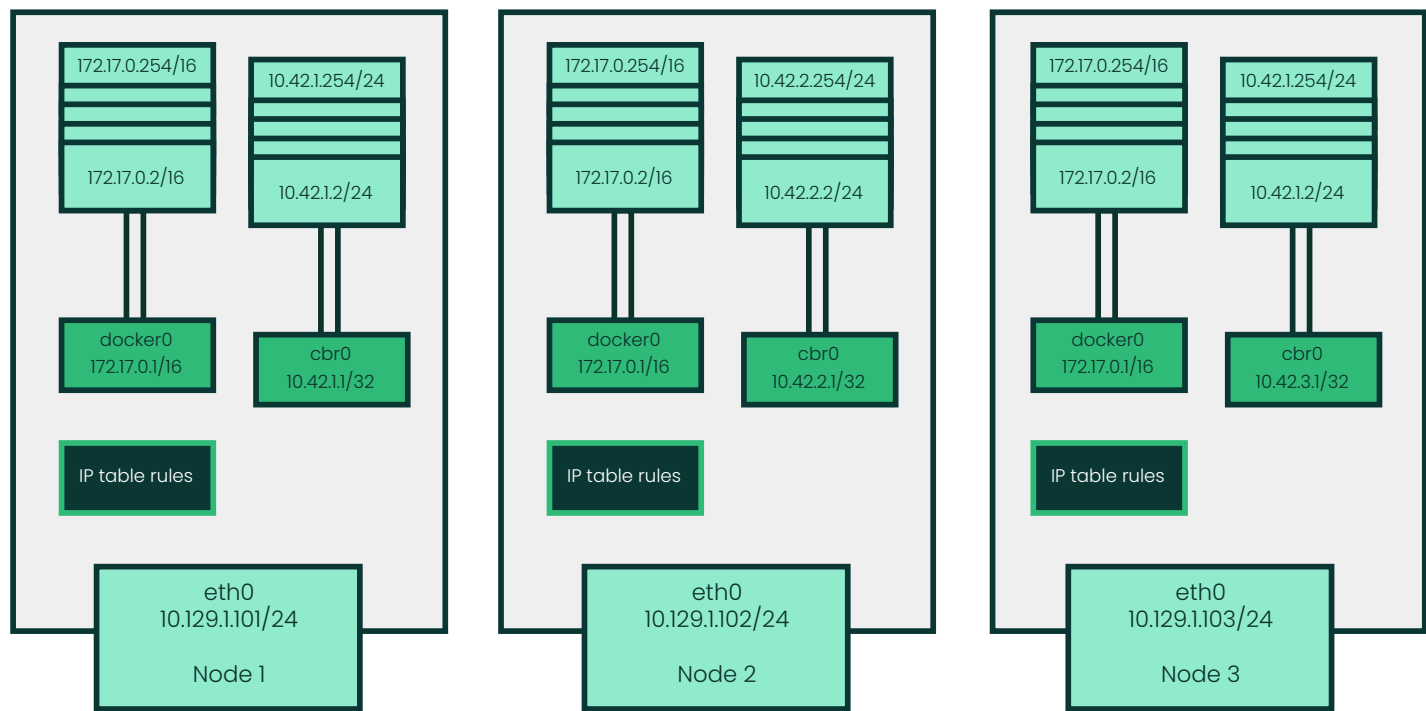 172.17.0.254/16
10.42.1.254/24
172.17.0.2/16
10.42.1.2/24
docker0
172.17.0.1/16
cbr0
10.42.1.1/32
IP table rules
eth0
10.129.1.101/24
Node 1
172.17.0.254/16
10.42.2.254/24
172.17.0.2/16
10.42.2.2/24
docker0
172.17.0.1/16
cbr0
10.42.2.1/32
IP table rules
eth0
10.129.1.102/24
Node 2
172.17.0.254/16
10.42.1.254/24
172.17.0.2/16
10.42.1.2/24
docker0
172.17.0.1/16
cbr0
10.42.3.1/32
IP table rules
eth0
10.129.1.103/24
Node 3